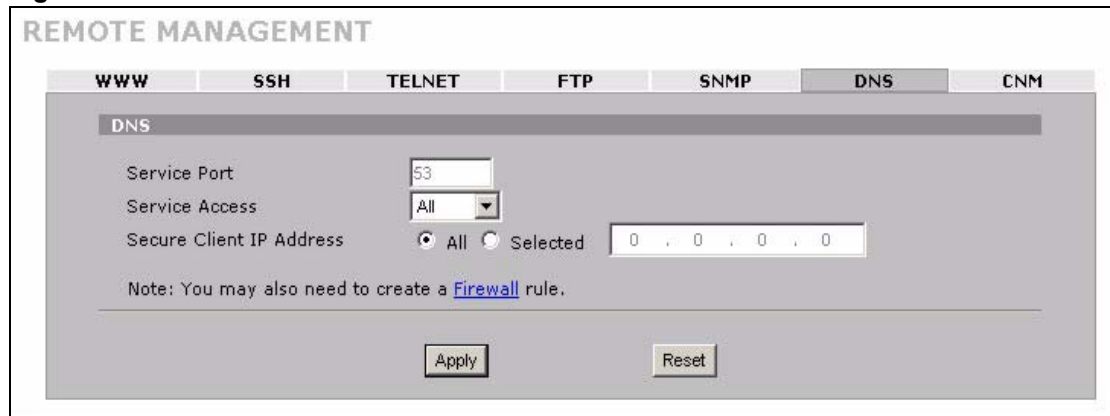 REMOTE MANAGEMENT
WWW SSH TELNET FTP SNMP DNS CNM
DNS
Service Port 53
Service Access All
Secure Client IP Address All Selected 0 . 0 . 0 . 0
Note: You may also need to create a Firewall rule.
Apply Reset